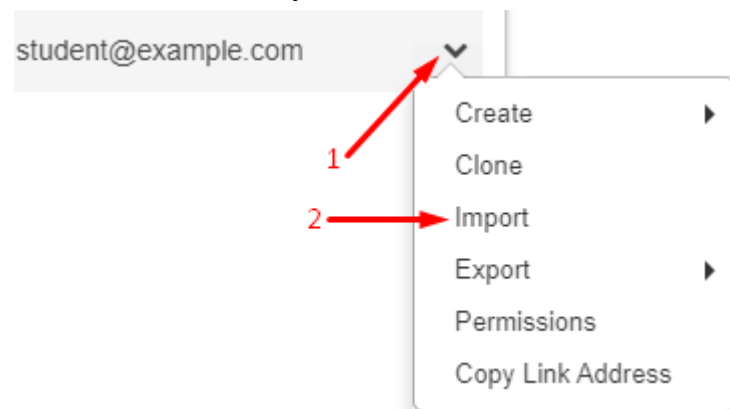 student@example.com
Create
1
Clone
2
Import
Export
Permissions
Copy Link Address